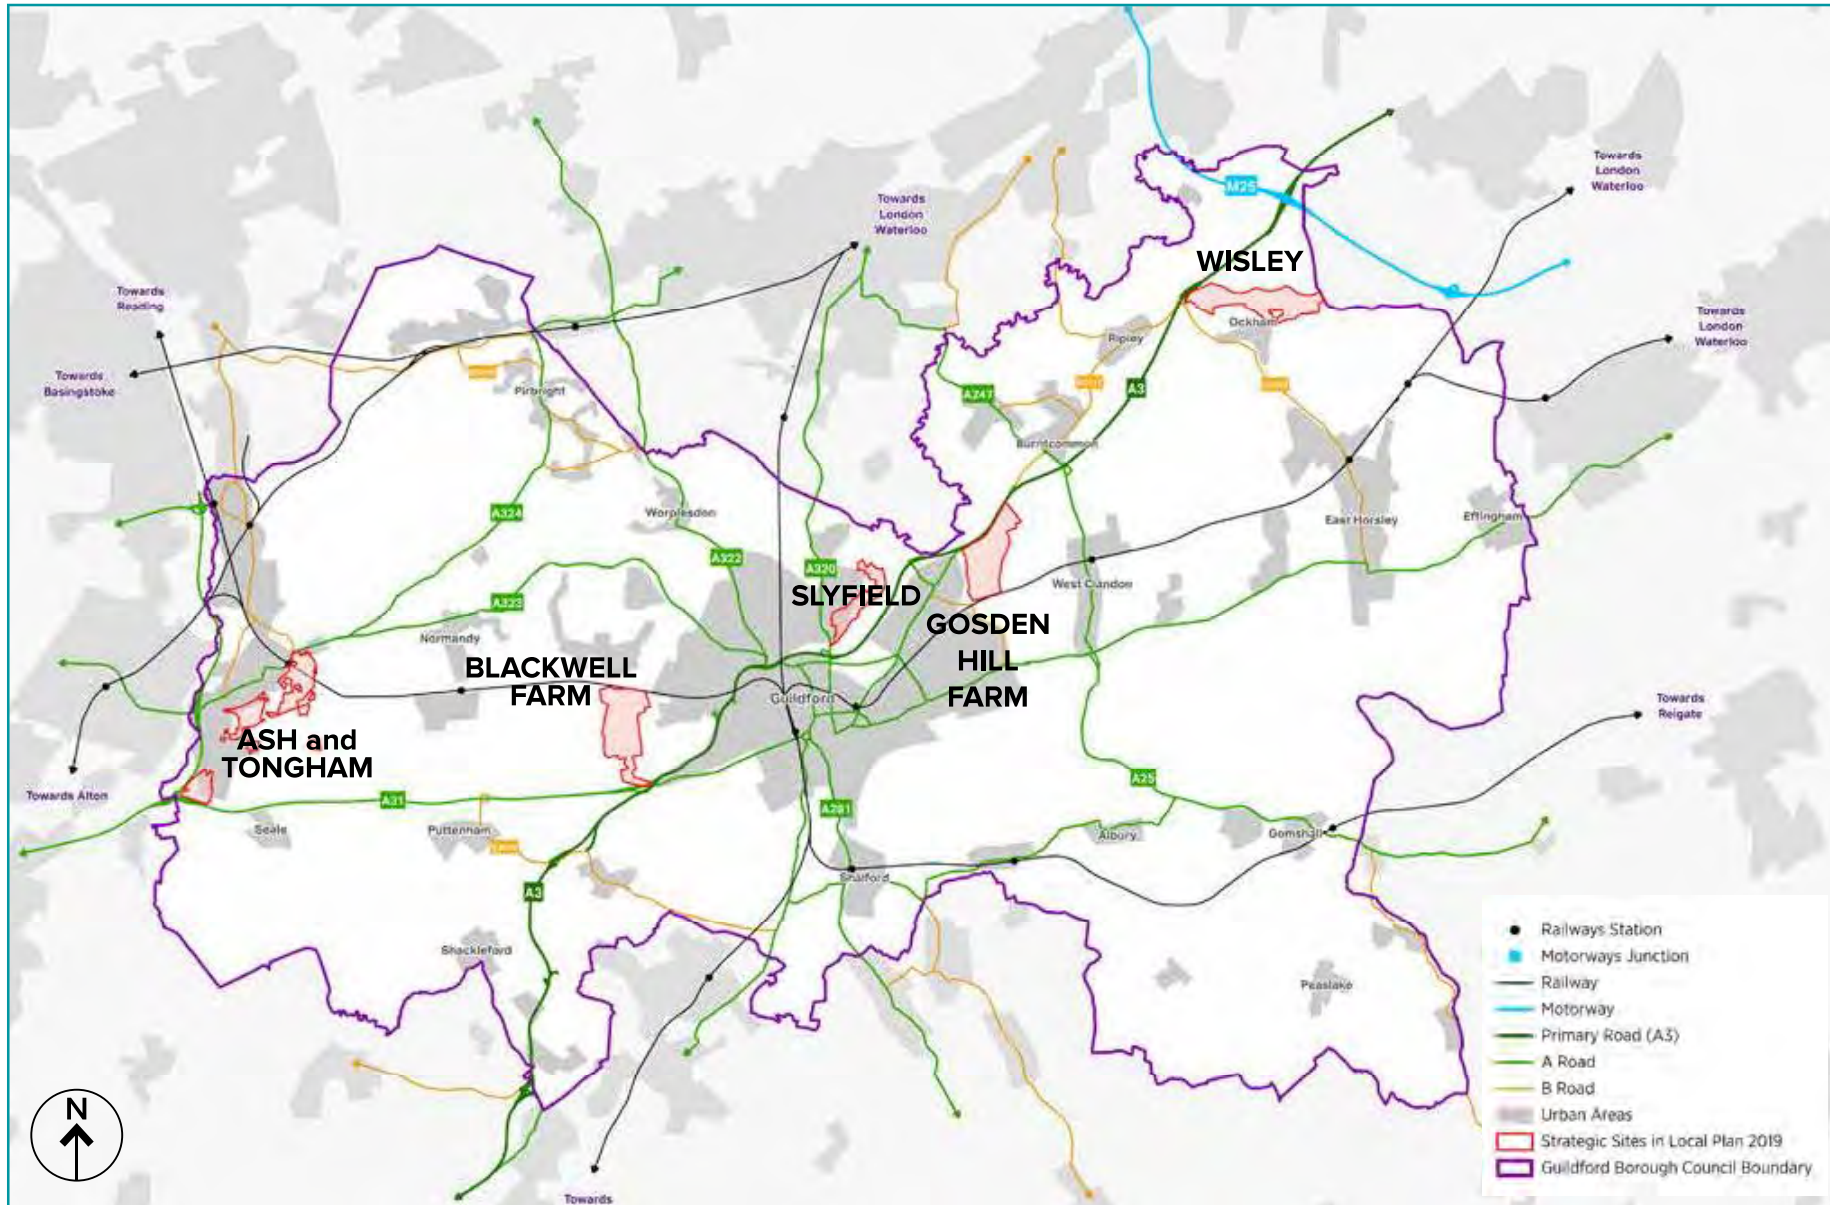 Towards
London
Waterloo
Towards
London
Waterloo
M25
WISLEY
Towards
Reading
Towards
London
Waterloo
Ockham
Ripley
Towards
Basingstoke
Pirbright
A247
A3
Burntcommon
A324
Worplesdon
East Horsley
Effingham
A322
A320
SLYFIELD
West Clandon
A323
Normandy
GOSDEN
HILL
FARM
BLACKWELL
FARM
Guildford
Towards
Reigate
ASH and
TONGHAM
Towards Alton
A31
A25
A281
Seale
Puttenham
Albury
Gomshall
Shalford
A3
Shackleford
Peaslake
Railways Station
Motorways Junction
Railway
Motorway
Primary Road (A3)
A Road
B Road
Urban Areas
Strategic Sites in Local Plan 2019
Guildford Borough Council Boundary
N
Towards